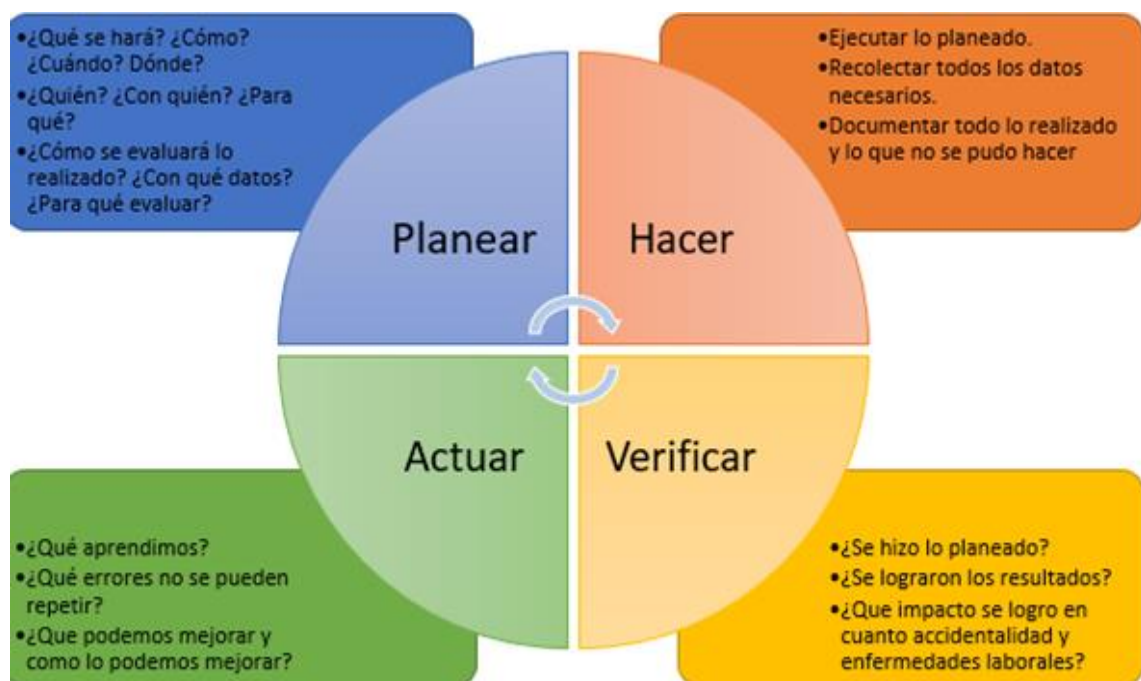 •¿Qué se hará? ¿Cómo?
¿Cuándo? Dónde?
•¿Quién? ¿Con quién? ¿Para
qué?
•¿Cómo se evaluará lo
realizado? ¿Con qué datos?
¿Para qué evaluar?
Planear
•Ejecutar lo planeado.
•Recolectar todos los datos
necesarios.
•Documentar todo lo realizado
y lo que no se pudo hacer
Hacer
Actuar
•¿Qué aprendimos?
•¿Qué errores no se pueden
repetir?
•¿Que podemos mejorar y
como lo podemos mejorar?
Verificar
•¿Se hizo lo planeado?
•¿Se lograron los resultados?
•¿Que impacto se logro en
cuanto accidentalidad y
enfermedades laborales?